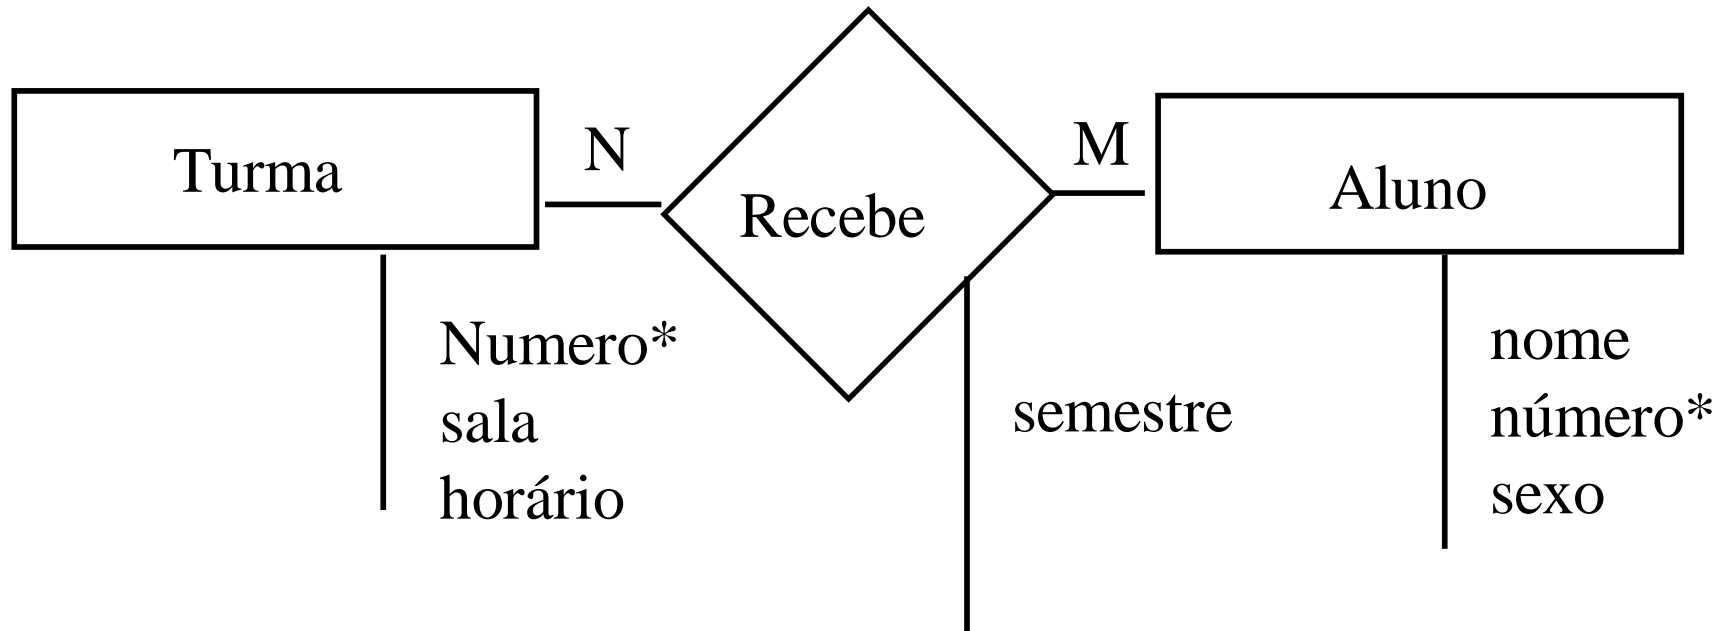 Turma
N
Recebe
M
Aluno
Numero*
sala
horário
semestre
nome
número*
sexo